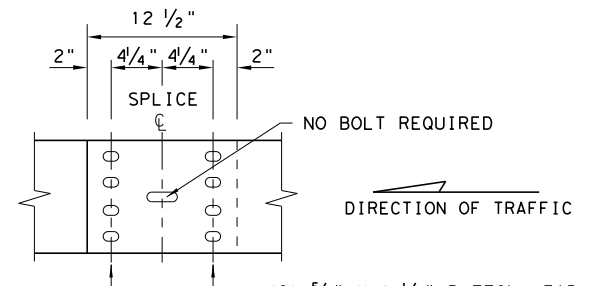 12 1/2"
2" 4 1/4" 4 1/4" 2"
SPLICE
℄
NO BOLT REQUIRED
DIRECTION OF TRAFFIC